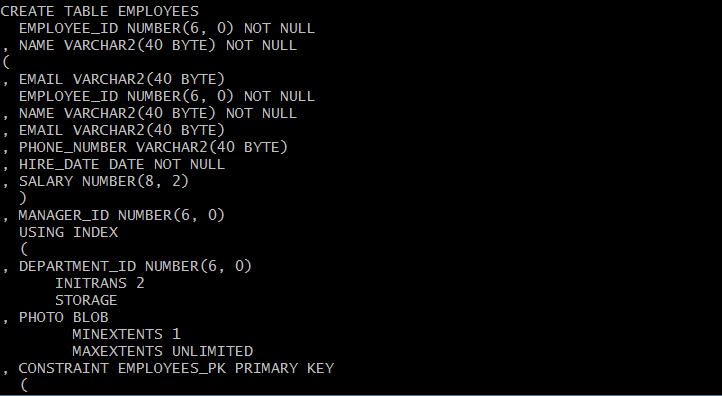 CREATE TABLE EMPLOYEES
  EMPLOYEE_ID NUMBER(6, 0) NOT NULL
, NAME VARCHAR2(40 BYTE) NOT NULL
(
, EMAIL VARCHAR2(40 BYTE)
  EMPLOYEE_ID NUMBER(6, 0) NOT NULL
, NAME VARCHAR2(40 BYTE) NOT NULL
, EMAIL VARCHAR2(40 BYTE)
, PHONE_NUMBER VARCHAR2(40 BYTE)
, HIRE_DATE DATE NOT NULL
, SALARY NUMBER(8, 2)
  )
, MANAGER_ID NUMBER(6, 0)
  USING INDEX
  (
, DEPARTMENT_ID NUMBER(6, 0)
      INITRANS 2
      STORAGE
, PHOTO BLOB
        MINEXTENTS 1
        MAXEXTENTS UNLIMITED
, CONSTRAINT EMPLOYEES_PK PRIMARY KEY
  (